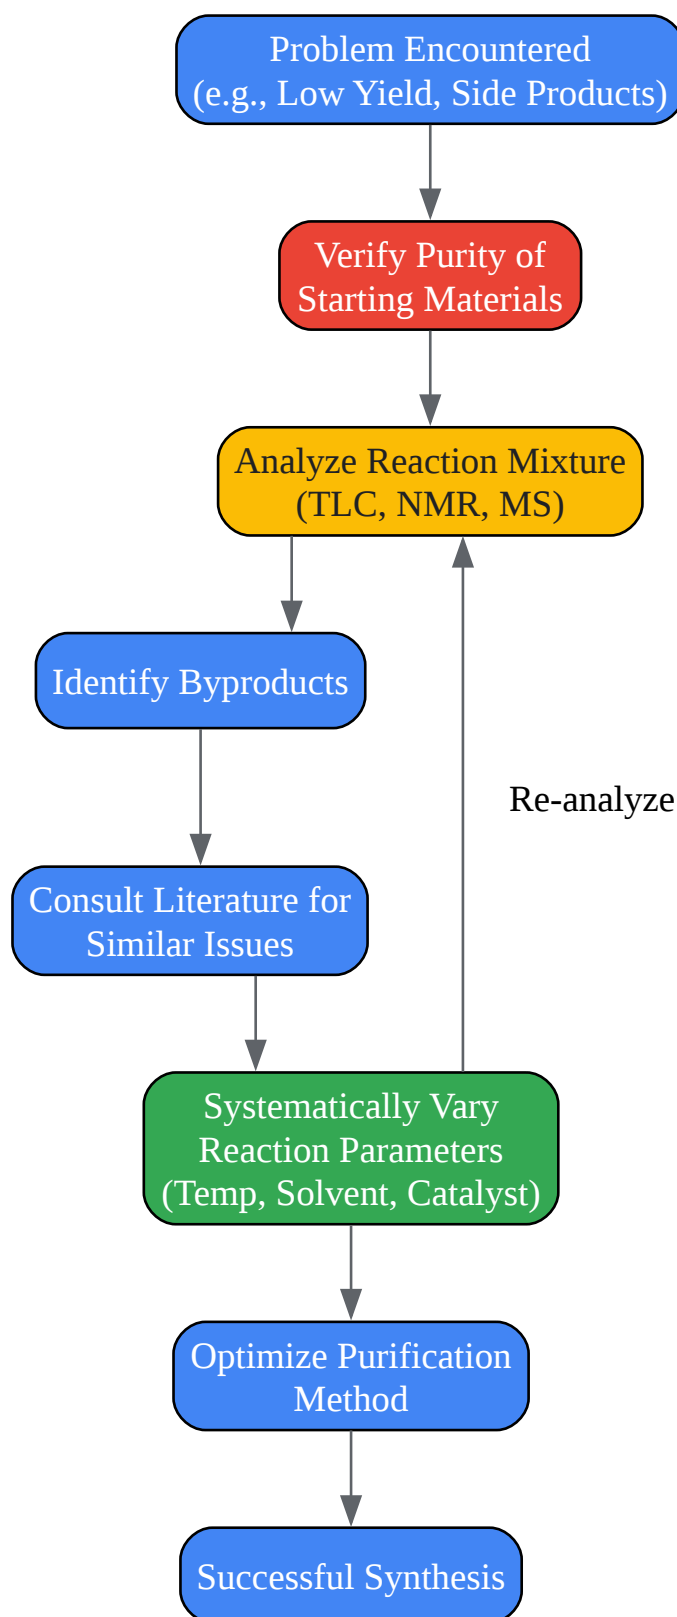 Problem Encountered
(e.g., Low Yield, Side Products)
Verify Purity of
Starting Materials
Analyze Reaction Mixture
(TLC, NMR, MS)
Identify Byproducts
Re-analyze
Consult Literature for
Similar Issues
Systematically Vary
Reaction Parameters
(Temp, Solvent, Catalyst)
Optimize Purification
Method
Successful Synthesis